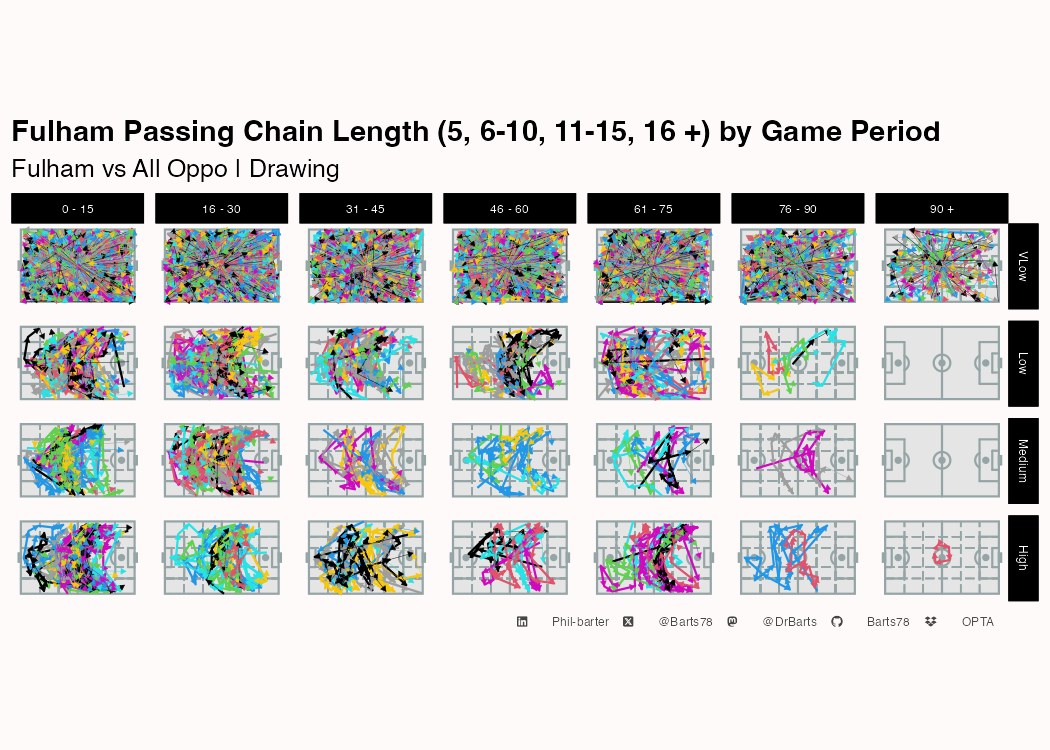 Fulham Passing Chain Length (5, 6-10, 11-15, 16 +) by Game Period
Fulham vs All Oppo | Drawing
0 - 15 16 - 30 31 - 45 46 - 60 61 - 75 76 - 90 90 +
VLow
Low
Medium
High
Phil-barter @Barts78 @DrBarts Barts78 OPTA